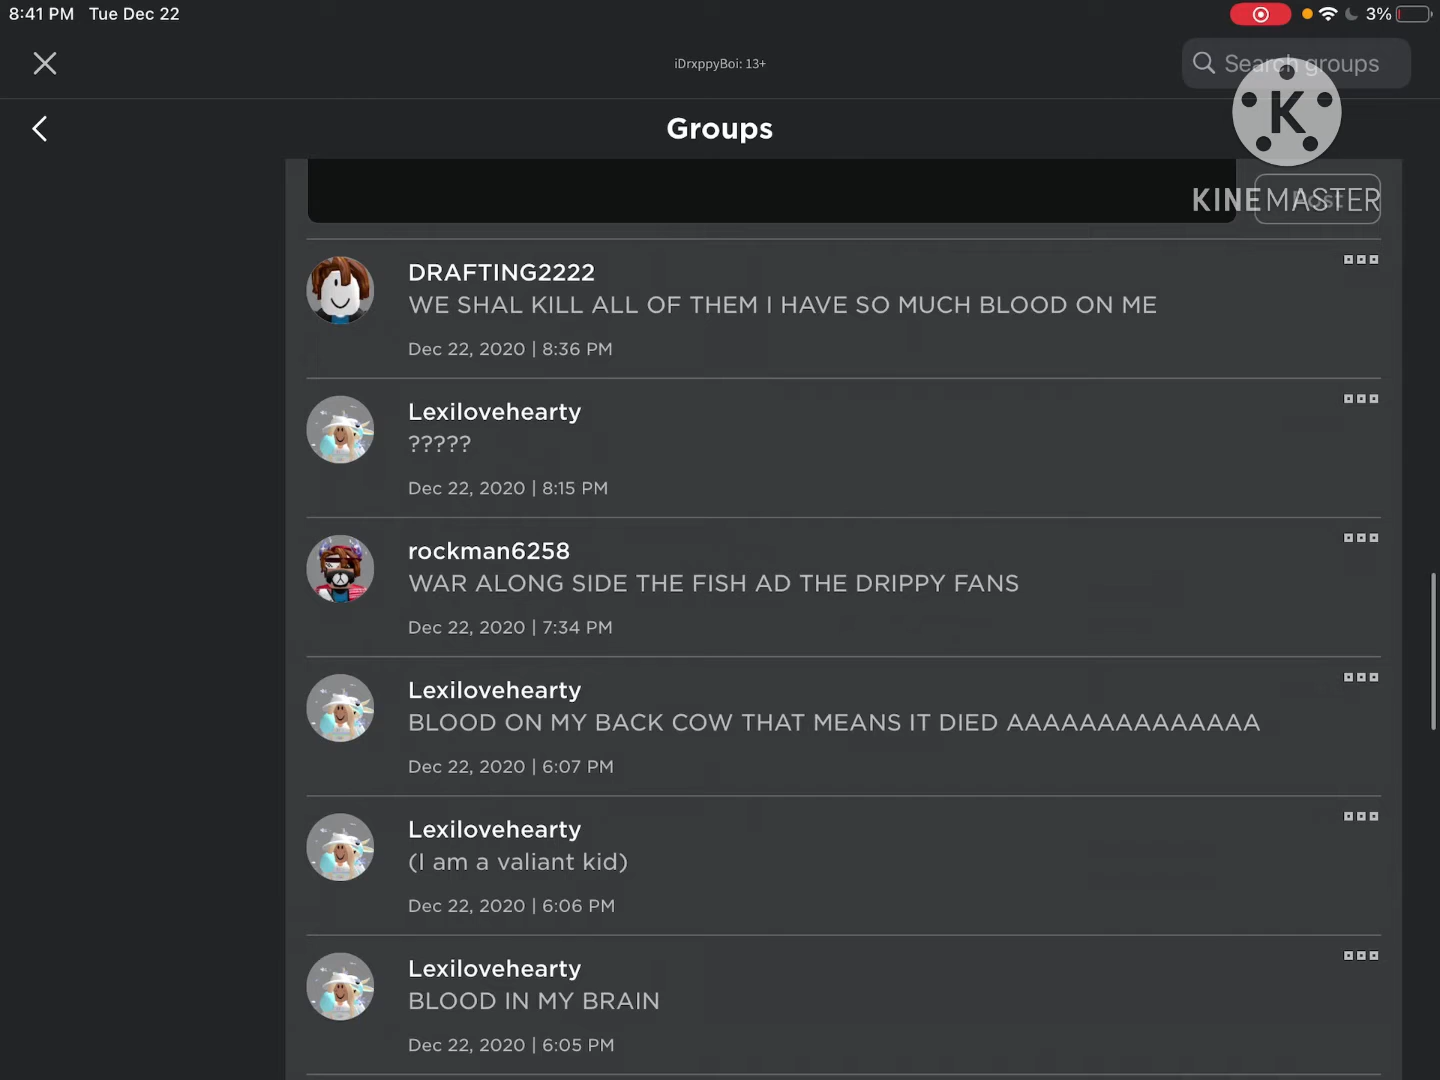 8:41 PM Tue Dec 22
3%
iDrxppyBoi: 13+
Search groups
K
Groups
KINEMASTER
Post
DRAFTING2222
WE SHAL KILL ALL OF THEM I HAVE SO MUCH BLOOD ON ME
Dec 22, 2020 | 8:36 PM
Lexilovehearty
?????
Dec 22, 2020 | 8:15 PM
rockman6258
WAR ALONG SIDE THE FISH AD THE DRIPPY FANS
Dec 22, 2020 | 7:34 PM
Lexilovehearty
BLOOD ON MY BACK COW THAT MEANS IT DIED AAAAAAAAAAAAAA
Dec 22, 2020 | 6:07 PM
Lexilovehearty
(I am a valiant kid)
Dec 22, 2020 | 6:06 PM
Lexilovehearty
BLOOD IN MY BRAIN
Dec 22, 2020 | 6:05 PM